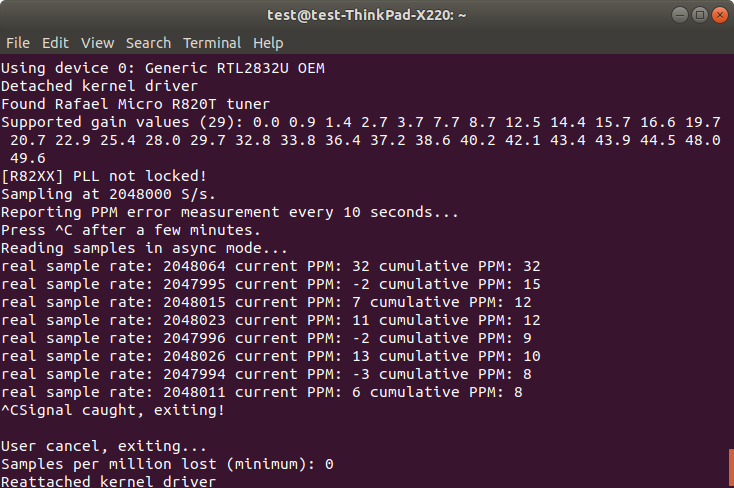 test@test-ThinkPad-X220: ~
File Edit View Search Terminal Help
Using device 0: Generic RTL2832U OEM
Detached kernel driver
Found Rafael Micro R820T tuner
Supported gain values (29): 0.0 0.9 1.4 2.7 3.7 7.7 8.7 12.5 14.4 15.7 16.6 19.7
20.7 22.9 25.4 28.0 29.7 32.8 33.8 36.4 37.2 38.6 40.2 42.1 43.4 43.9 44.5 48.0
49.6
[R82XX] PLL not locked!
Sampling at 2048000 S/s.
Reporting PPM error measurement every 10 seconds...
Press ^C after a few minutes.
Reading samples in async mode...
real sample rate: 2048064 current PPM: 32 cumulative PPM: 32
real sample rate: 2047995 current PPM: -2 cumulative PPM: 15
real sample rate: 2048015 current PPM: 7 cumulative PPM: 12
real sample rate: 2048023 current PPM: 11 cumulative PPM: 12
real sample rate: 2047996 current PPM: -2 cumulative PPM: 9
real sample rate: 2048026 current PPM: 13 cumulative PPM: 10
real sample rate: 2047994 current PPM: -3 cumulative PPM: 8
real sample rate: 2048011 current PPM: 6 cumulative PPM: 8
^CSignal caught, exiting!
User cancel, exiting...
Samples per million lost (minimum): 0
Reattached kernel driver